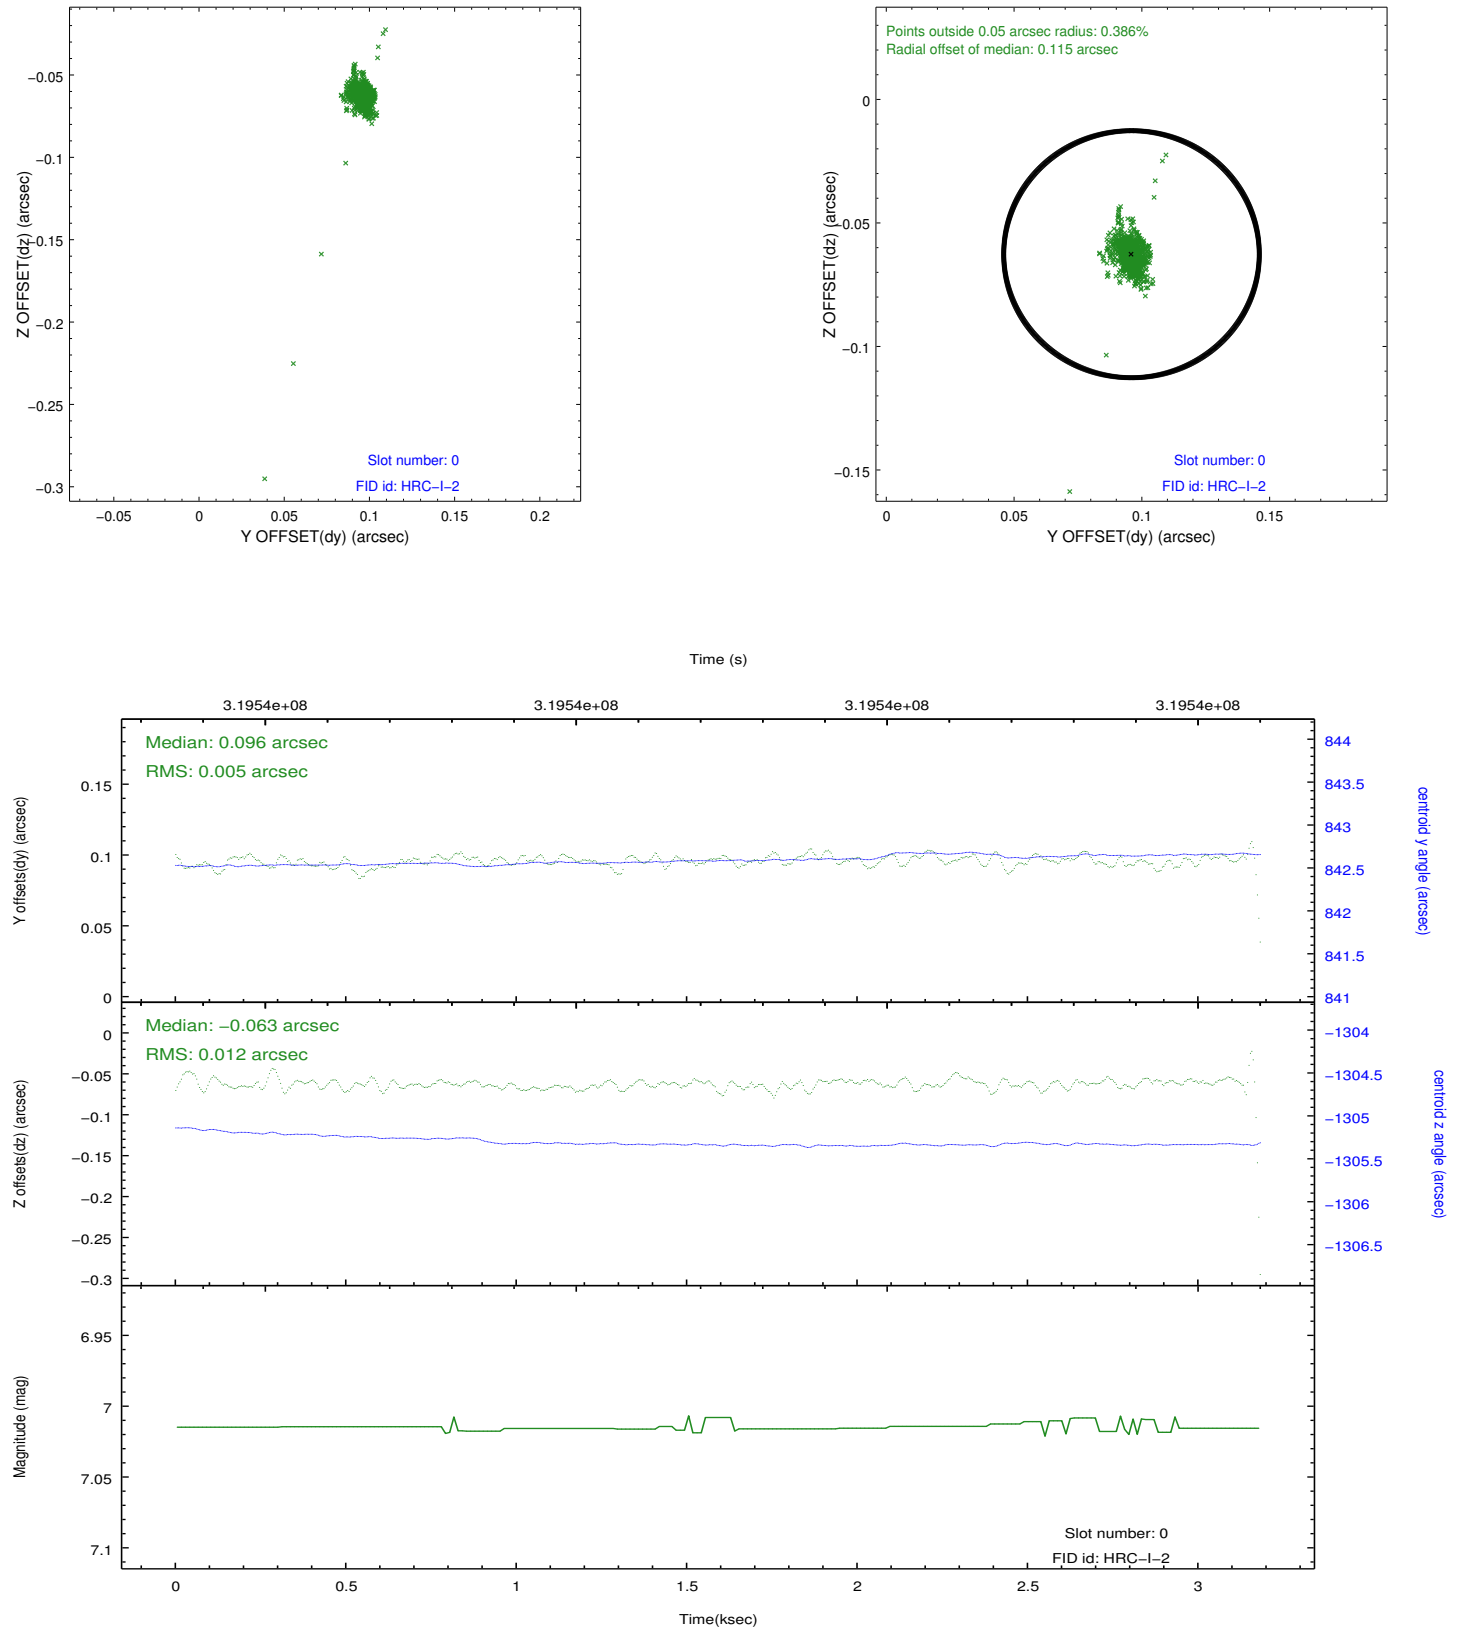 −0.05
−0.1
−0.15
−0.2
−0.25
−0.3
Z OFFSET(dz) (arcsec)
−0.05 0 0.05 0.1 0.15 0.2
Y OFFSET(dy) (arcsec)
Slot number: 0
FID id: HRC−I−2
Points outside 0.05 arcsec radius: 0.386%
Radial offset of median: 0.115 arcsec
0
−0.05
−0.1
−0.15
Z OFFSET(dz) (arcsec)
0 0.05 0.1 0.15
Y OFFSET(dy) (arcsec)
Slot number: 0
FID id: HRC−I−2
Time (s)
3.1954e+08 3.1954e+08 3.1954e+08 3.1954e+08
Median: 0.096 arcsec
RMS: 0.005 arcsec
0.15
0.1
0.05
0
Y offsets(dy) (arcsec)
844
843.5
843
842.5
842
841.5
841
centroid y angle (arcsec)
Median: −0.063 arcsec
RMS: 0.012 arcsec
0
−0.05
−0.1
−0.15
−0.2
−0.25
−0.3
Z offsets(dz) (arcsec)
−1304
−1304.5
−1305
−1305.5
−1306
−1306.5
centroid z angle (arcsec)
6.95
7
7.05
7.1
Magnitude (mag)
Slot number: 0
FID id: HRC−I−2
0 0.5 1 1.5 2 2.5 3
Time(ksec)